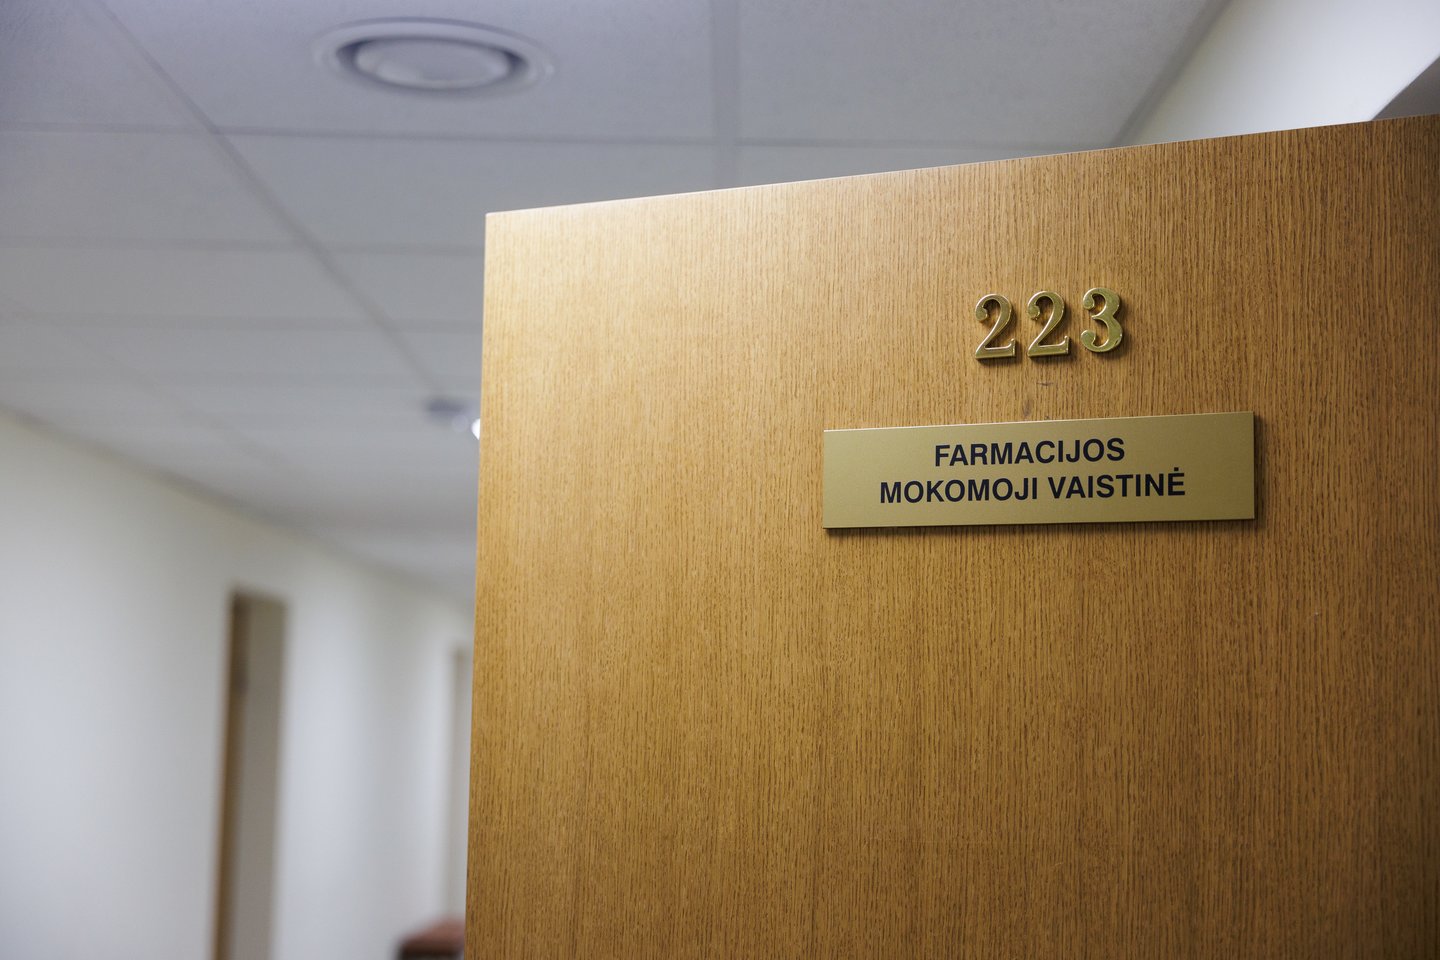 223
FARMACIJOS
MOKOMOJI VAISTINĖ